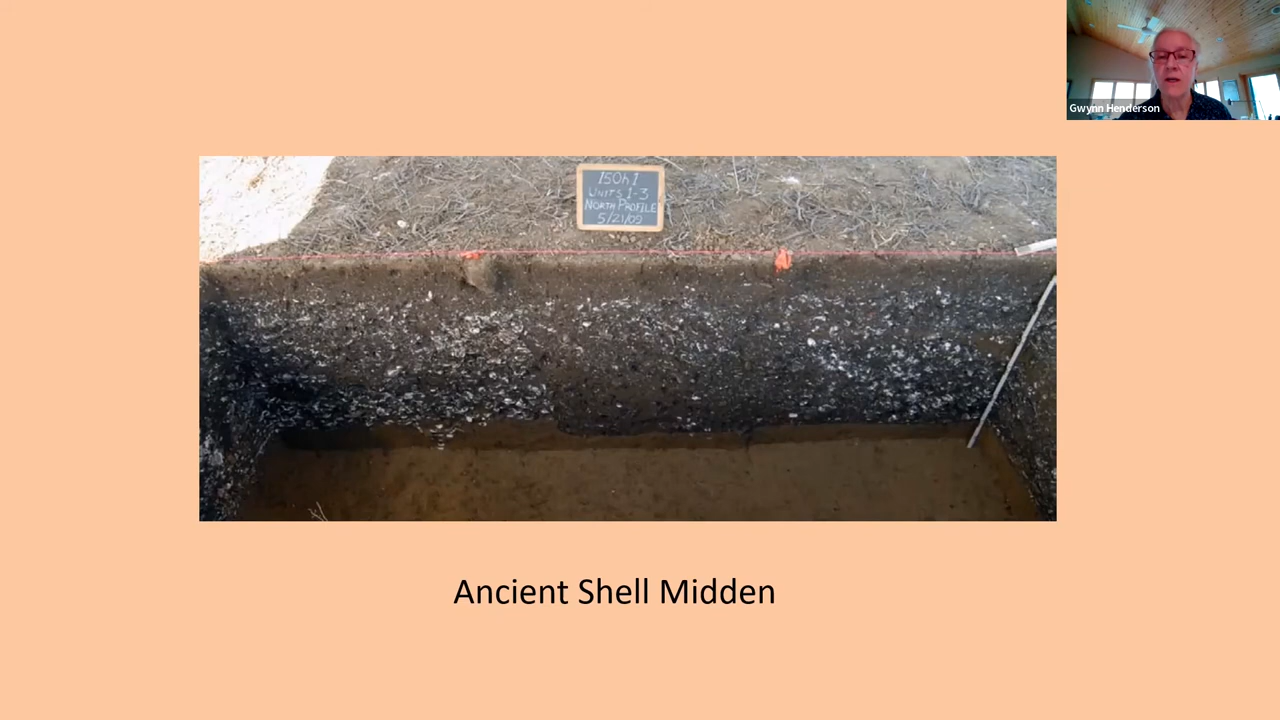 Gwynn Henderson
15Oh1
UNITS 1-3
NORTH PROFILE
5/21/09
Ancient Shell Midden